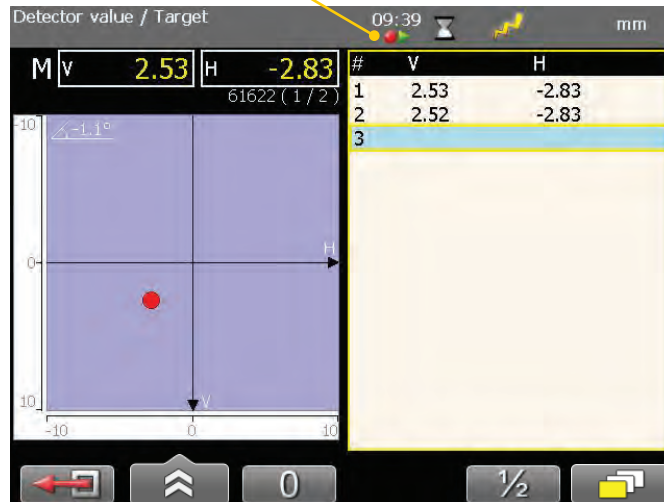 Detector value / Target
09:39
mm
M V 2.53 H -2.83
61622 ( 1 / 2 )
# V H
1 2.53 -2.83
2 2.52 -2.83
3
-10
-1.1°
H
0
10
V
-10 0 10
0
½